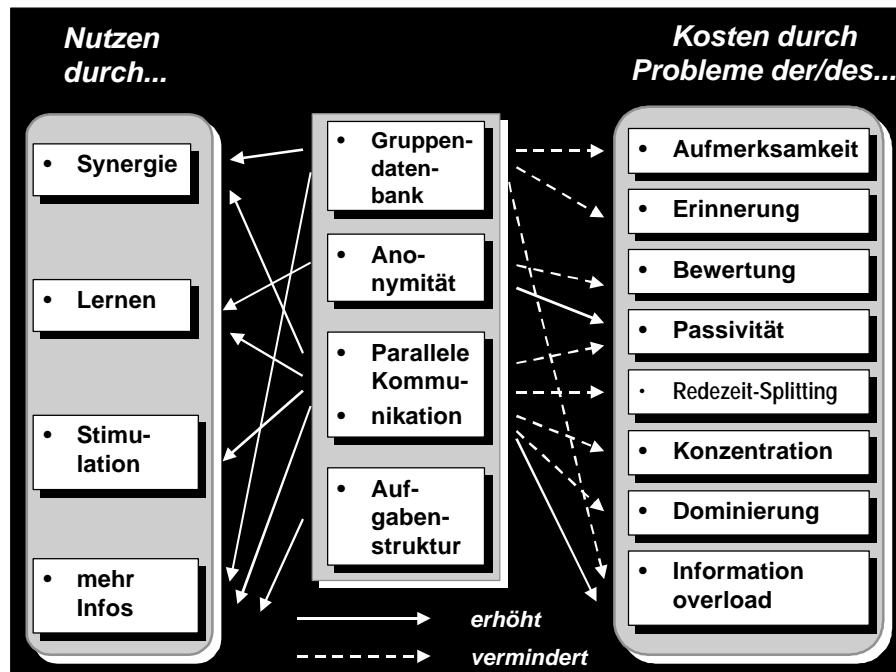 Nutzen
durch...
Kosten durch
Probleme der/des...
• Synergie
• Lernen
• Stimu-
lation
• mehr
Infos
• Gruppen-
daten-
bank
• Ano-
nymität
• Parallele
Kommu-
• nikation
• Auf-
gaben-
struktur
• Aufmerksamkeit
• Erinnerung
• Bewertung
• Passivität
• Redezeit-Splitting
• Konzentration
• Dominierung
• Information
overload
erhöht
vermindert